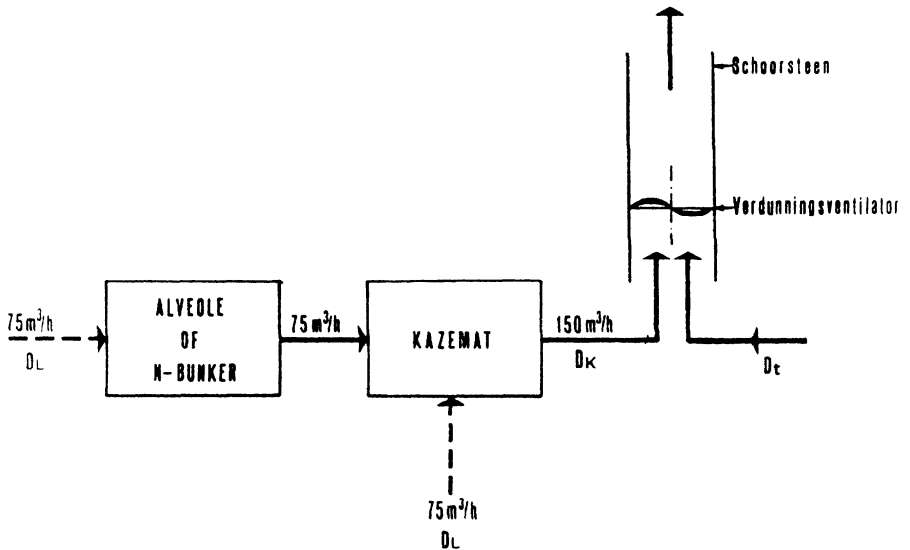 Schoorsteen
Verdunningsventilator
75 m³/h
DL
ALVEOLE
OF
N-BUNKER
75 m³/h
KAZEMAT
150 m³/h
DK
Dt
75 m³/h
DL